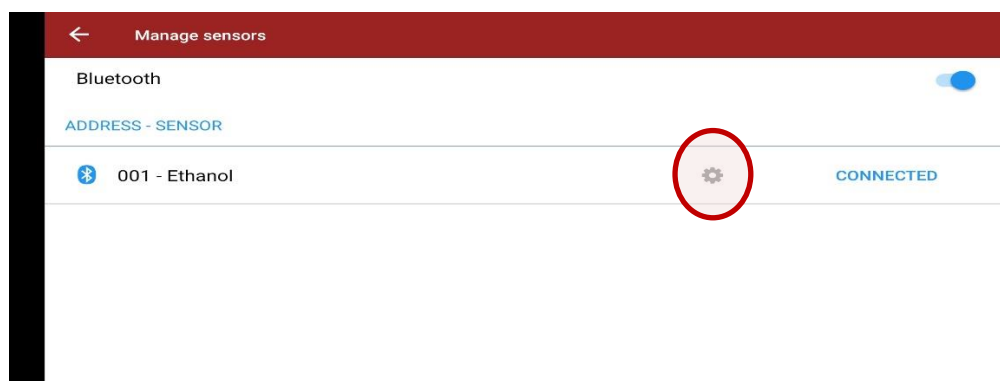 Manage sensors
Bluetooth
ADDRESS - SENSOR
001 - Ethanol CONNECTED